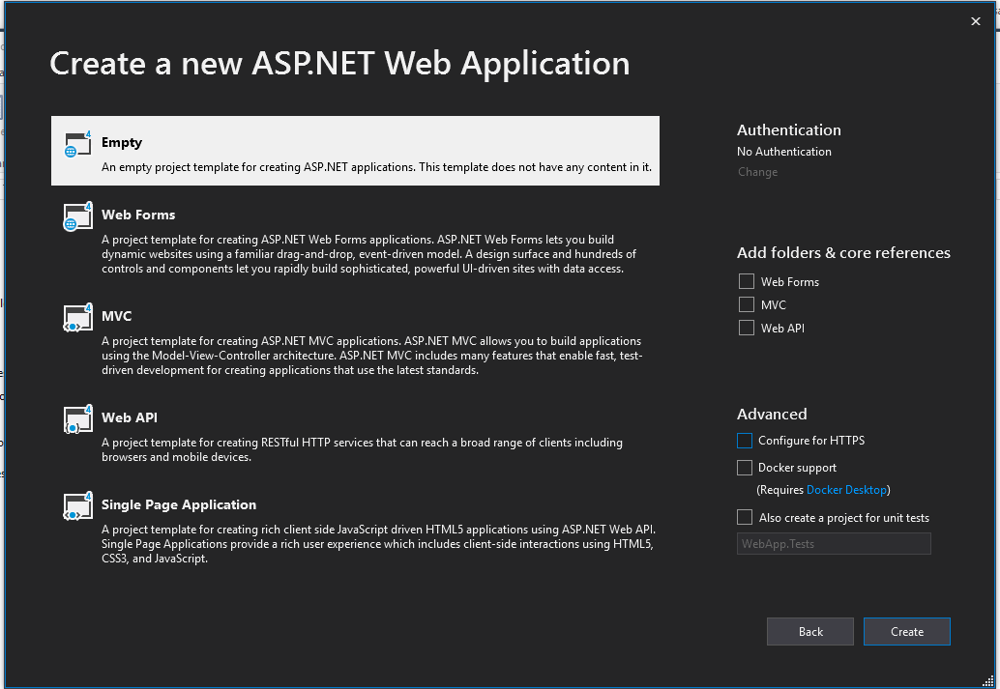 Create a new ASP.NET Web Application
Empty
An empty project template for creating ASP.NET applications. This template does not have any content in it.
Web Forms
A project template for creating ASP.NET Web Forms applications. ASP.NET Web Forms lets you build
dynamic websites using a familiar drag-and-drop, event-driven model. A design surface and hundreds of
controls and components let you rapidly build sophisticated, powerful UI-driven sites with data access.
MVC
A project template for creating ASP.NET MVC applications. ASP.NET MVC allows you to build applications
using the Model-View-Controller architecture. ASP.NET MVC includes many features that enable fast, test-
driven development for creating applications that use the latest standards.
Web API
A project template for creating RESTful HTTP services that can reach a broad range of clients including
browsers and mobile devices.
Single Page Application
A project template for creating rich client side JavaScript driven HTML5 applications using ASP.NET Web API.
Single Page Applications provide a rich user experience which includes client-side interactions using HTML5,
CSS3, and JavaScript.
Authentication
No Authentication
Change
Add folders & core references
Web Forms
MVC
Web API
Advanced
Configure for HTTPS
Docker support
(Requires Docker Desktop)
Also create a project for unit tests
WebApp.Tests
Back
Create